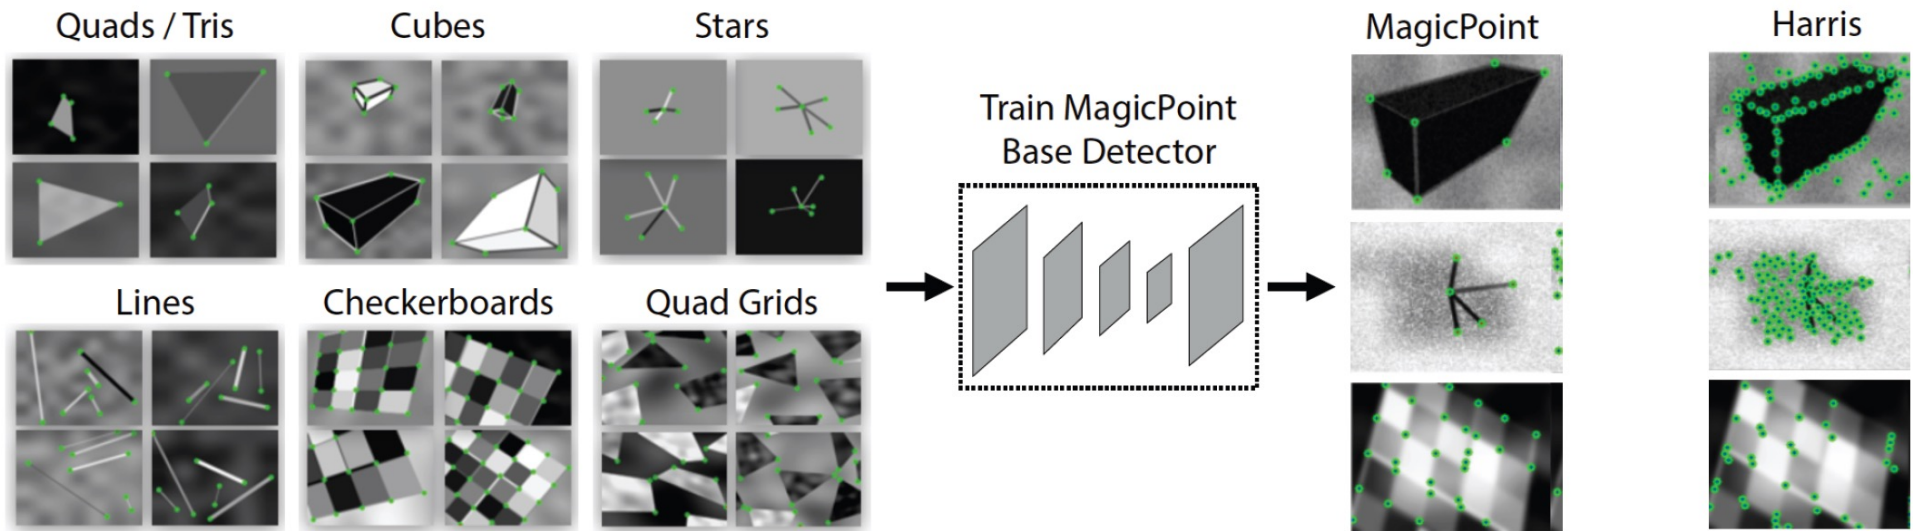 Quads / Tris
Cubes
Stars
Lines
Checkerboards
Quad Grids
Train MagicPoint
Base Detector
MagicPoint
Harris